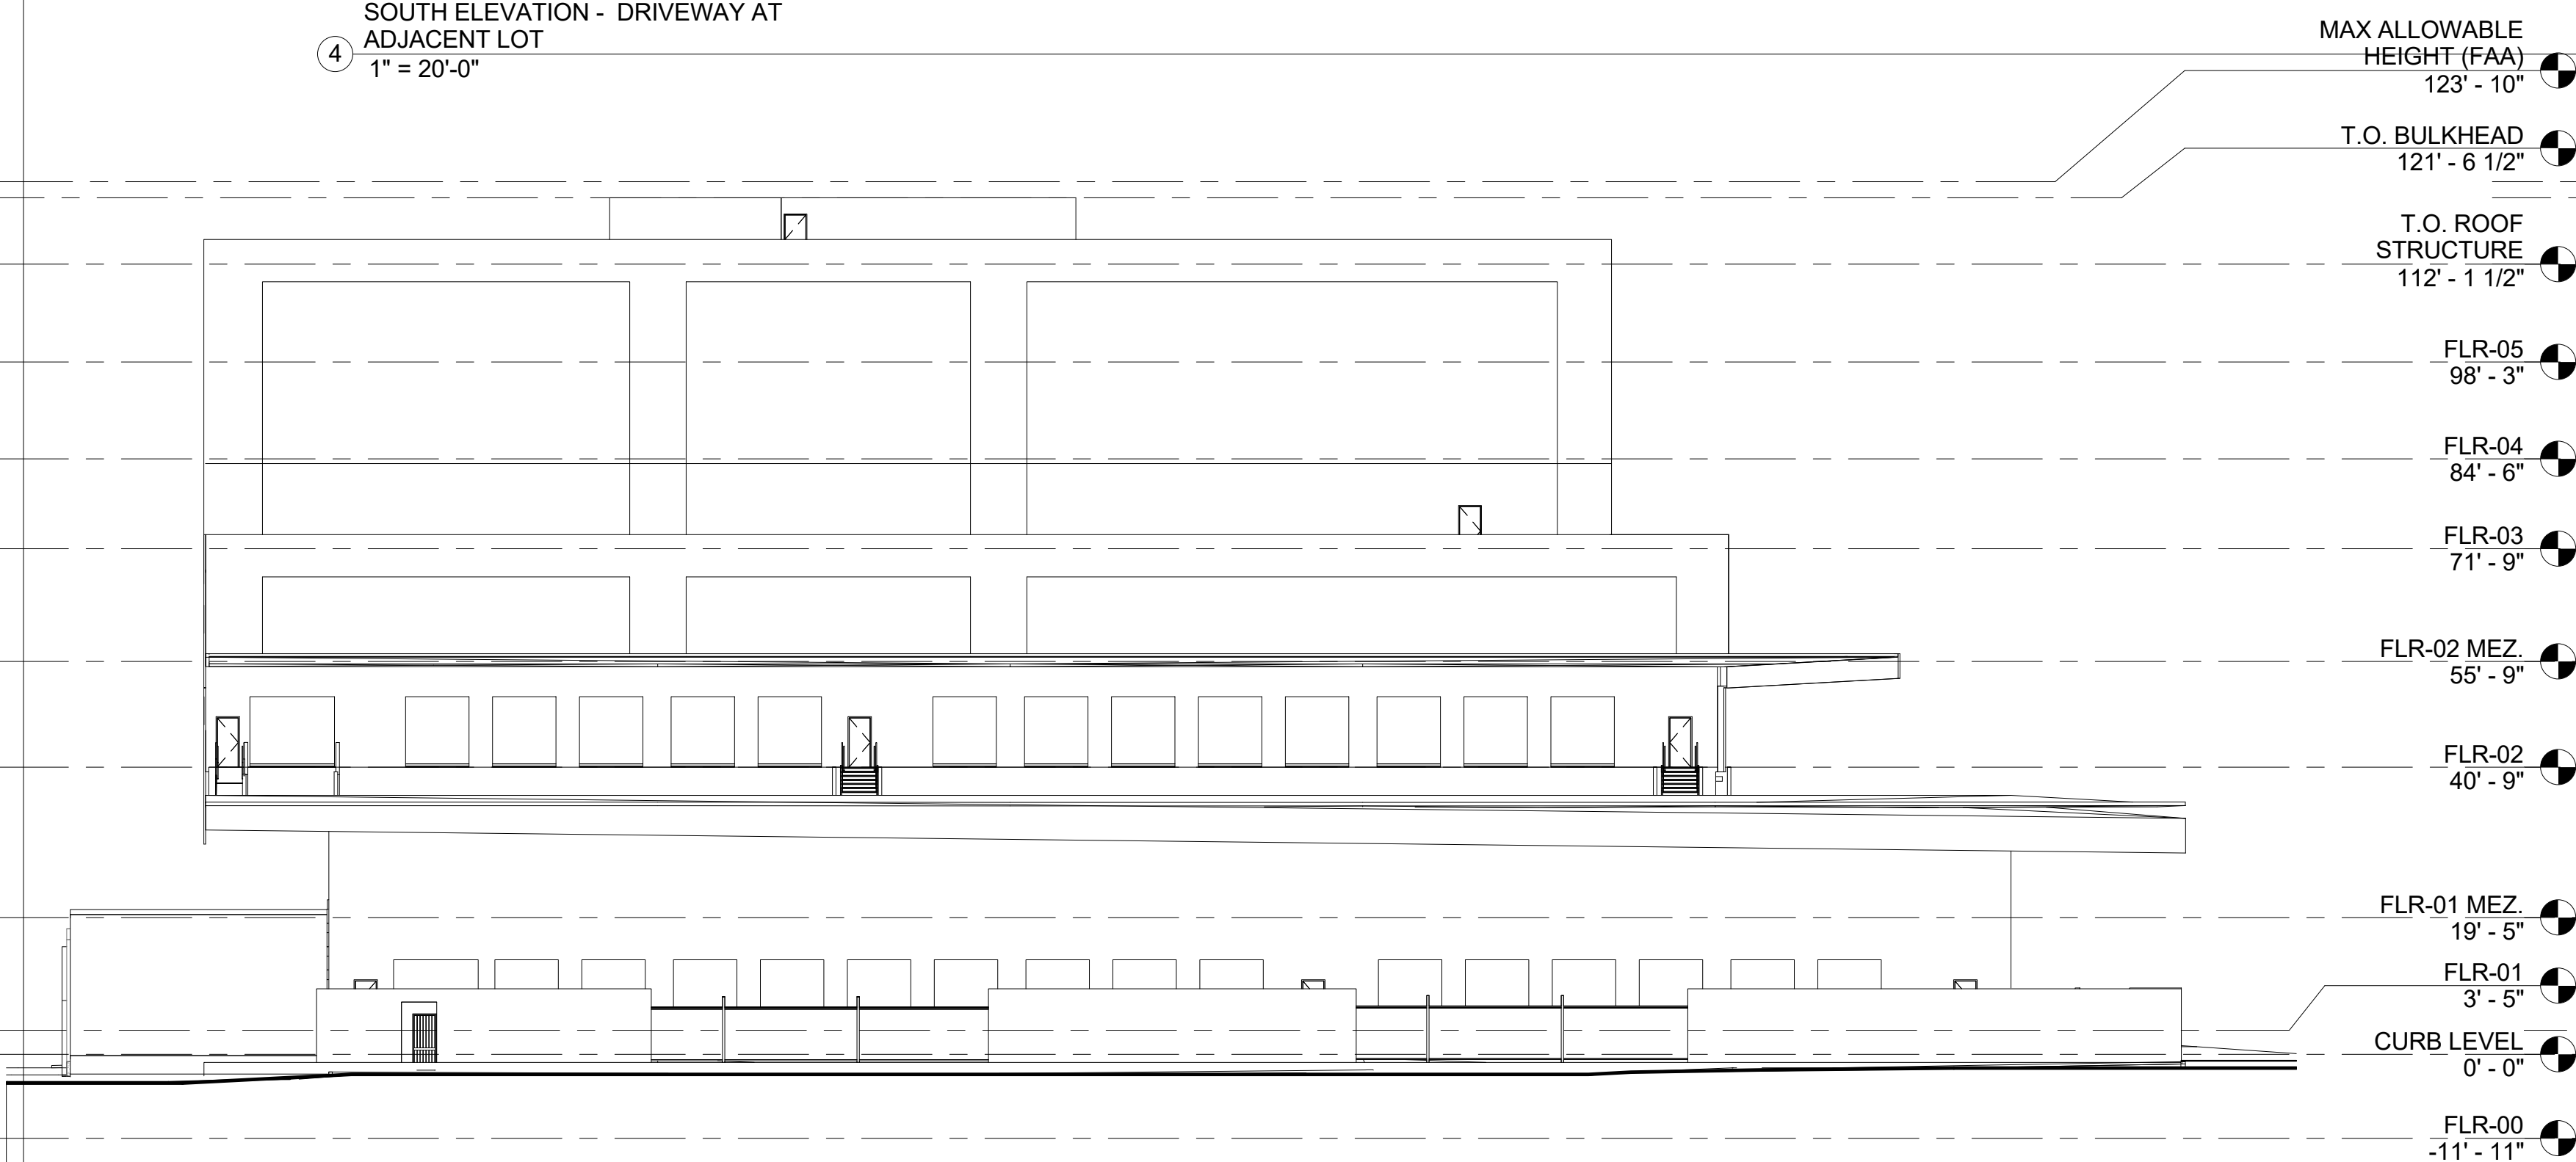 SOUTH ELEVATION - DRIVEWAY AT
ADJACENT LOT
4
1" = 20'-0"
MAX ALLOWABLE
HEIGHT (FAA)
123' - 10"
T.O. BULKHEAD
121' - 6 1/2"
T.O. ROOF
STRUCTURE
112' - 1 1/2"
FLR-05
98' - 3"
FLR-04
84' - 6"
FLR-03
71' - 9"
FLR-02 MEZ.
55' - 9"
FLR-02
40' - 9"
FLR-01 MEZ.
19' - 5"
FLR-01
3' - 5"
CURB LEVEL
0' - 0"
FLR-00
-11' - 11"